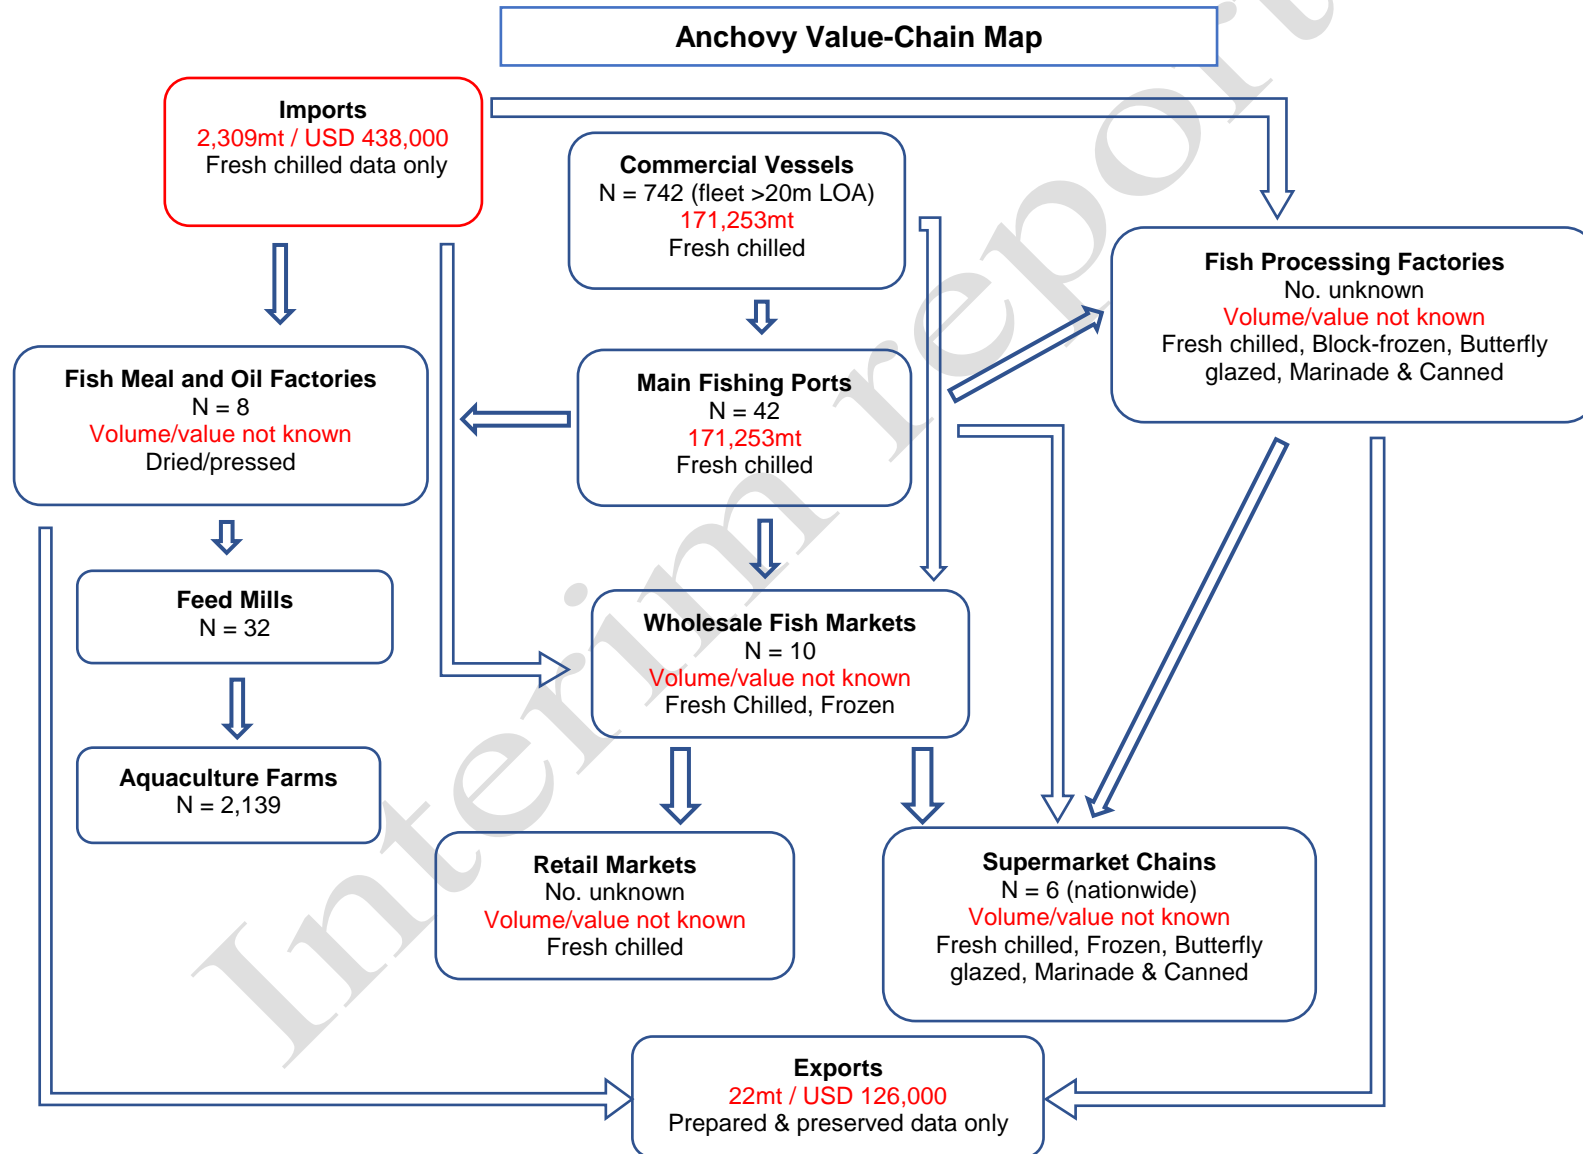 Anchovy Value-Chain Map
Imports
2,309mt / USD 438,000
Fresh chilled data only
Commercial Vessels
N = 742 (fleet >20m LOA)
171,253mt
Fresh chilled
Fish Processing Factories
No. unknown
Volume/value not known
Fresh chilled, Block-frozen, Butterfly
glazed, Marinade & Canned
Fish Meal and Oil Factories
N = 8
Volume/value not known
Dried/pressed
Main Fishing Ports
N = 42
171,253mt
Fresh chilled
Feed Mills
N = 32
Wholesale Fish Markets
N = 10
Volume/value not known
Fresh Chilled, Frozen
Aquaculture Farms
N = 2,139
Retail Markets
No. unknown
Volume/value not known
Fresh chilled
Supermarket Chains
N = 6 (nationwide)
Volume/value not known
Fresh chilled, Frozen, Butterfly
glazed, Marinade & Canned
Exports
22mt / USD 126,000
Prepared & preserved data only
Interim report